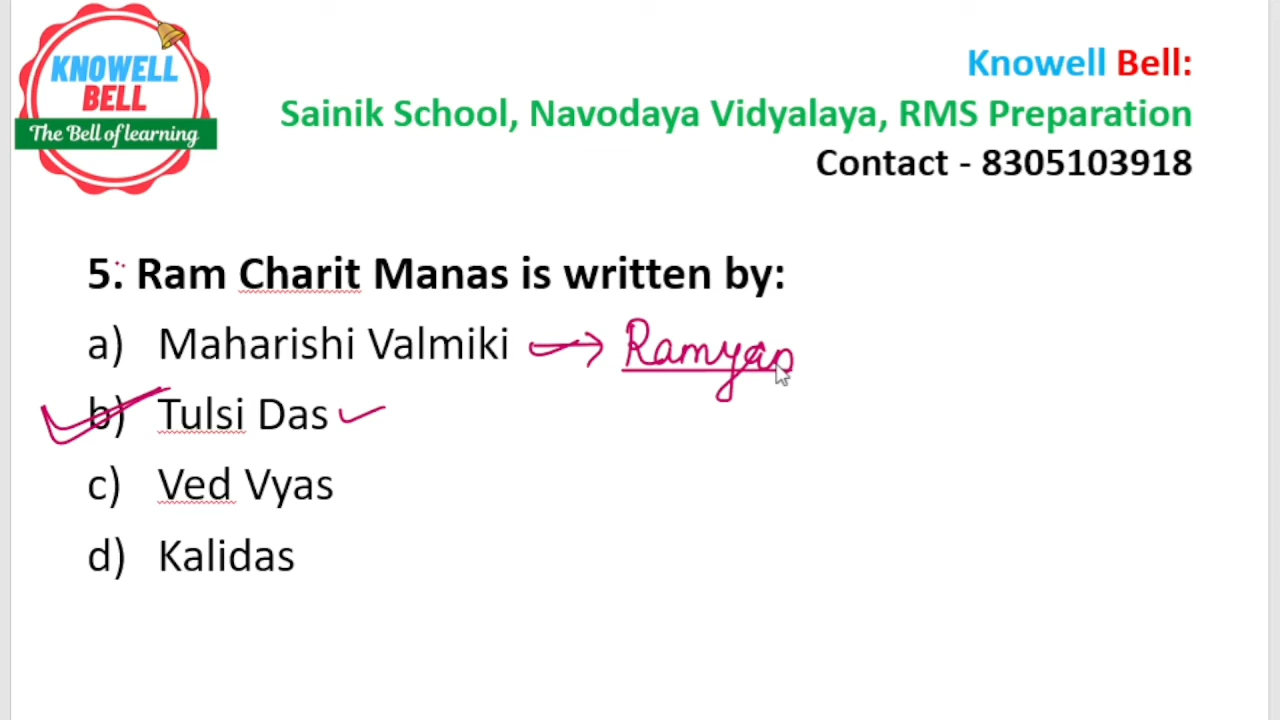 KNOWELL
BELL
The Bell of learning
Knowell Bell:
Sainik School, Navodaya Vidyalaya, RMS Preparation
Contact - 8305103918
5. Ram Charit Manas is written by:
a) Maharishi Valmiki → Ramyan
b) Tulsi Das
c) Ved Vyas
d) Kalidas